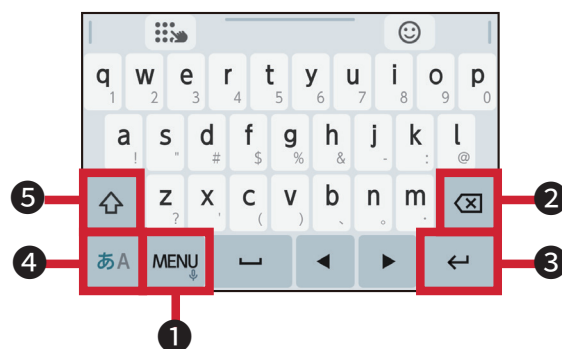 q w e r t y u i o p
1 2 3 4 5 6 7 8 9 0
a s d f g h j k l
! " # $ % & - : @
5 z x c v b n m 2
? ' ( ) 、 。 ・
4 あA MENU 3
1